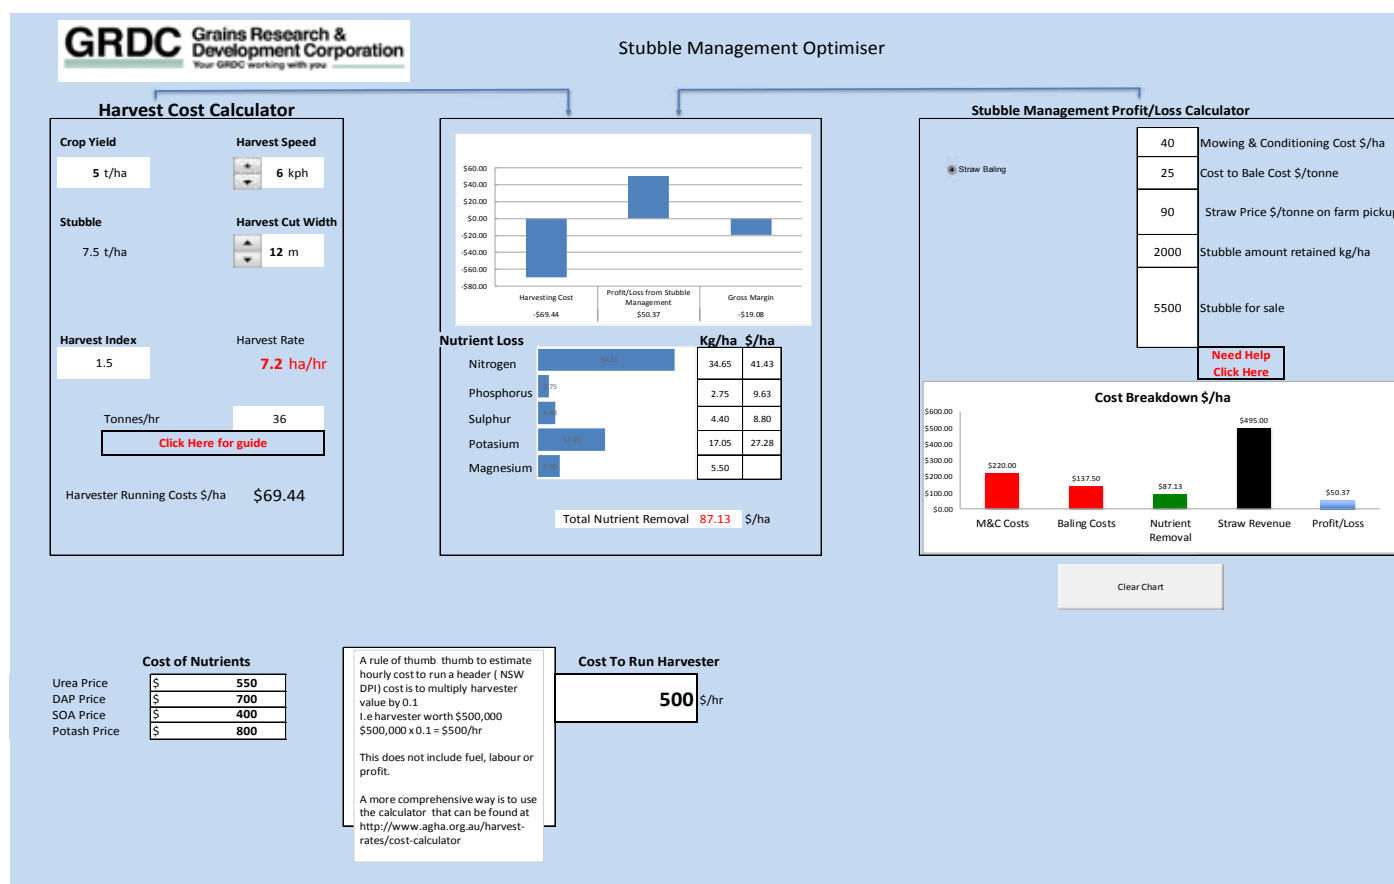 GRDC Grains Research &
Development Corporation
Your GRDC working with you
Stubble Management Optimiser
Harvest Cost Calculator
Crop Yield
Harvest Speed
5 t/ha
6 kph
Stubble
Harvest Cut Width
7.5 t/ha
12 m
Harvest Index
Harvest Rate
1.5
7.2 ha/hr
Tonnes/hr
36
Click Here for guide
Harvester Running Costs $/ha
$69.44
$60.00
$40.00
$20.00
$0.00
-$20.00
-$40.00
-$60.00
-$80.00
Harvesting Cost
Profit/Loss from Stubble
Management
Gross Margin
-$69.44
$50.37
-$19.08
Nutrient Loss
Kg/ha $/ha
Nitrogen
34.65
34.65 41.43
Phosphorus
2.75
2.75 9.63
Sulphur
4.40
4.40 8.80
Potasium
17.05
17.05 27.28
Magnesium
5.50
5.50
Total Nutrient Removal 87.13 $/ha
Stubble Management Profit/Loss Calculator
Straw Baling
40 Mowing & Conditioning Cost $/ha
25 Cost to Bale Cost $/tonne
90 Straw Price $/tonne on farm pickup
2000 Stubble amount retained kg/ha
5500 Stubble for sale
Need Help
Click Here
Cost Breakdown $/ha
$600.00
$500.00
$400.00
$300.00
$200.00
$100.00
$0.00
$220.00
$137.50
$87.13
$495.00
$50.37
M&C Costs
Baling Costs
Nutrient
Removal
Straw Revenue
Profit/Loss
Clear Chart
Cost of Nutrients
Urea Price $ 550
DAP Price $ 700
SOA Price $ 400
Potash Price $ 800
A rule of thumb thumb to estimate
hourly cost to run a header ( NSW
DPI) cost is to multiply harvester
value by 0.1
I.e harvester worth $500,000
$500,000 x 0.1 = $500/hr
This does not include fuel, labour or
profit.
A more comprehensive way is to use
the calculator that can be found at
http://www.agha.org.au/harvest-
rates/cost-calculator
Cost To Run Harvester
500 $/hr